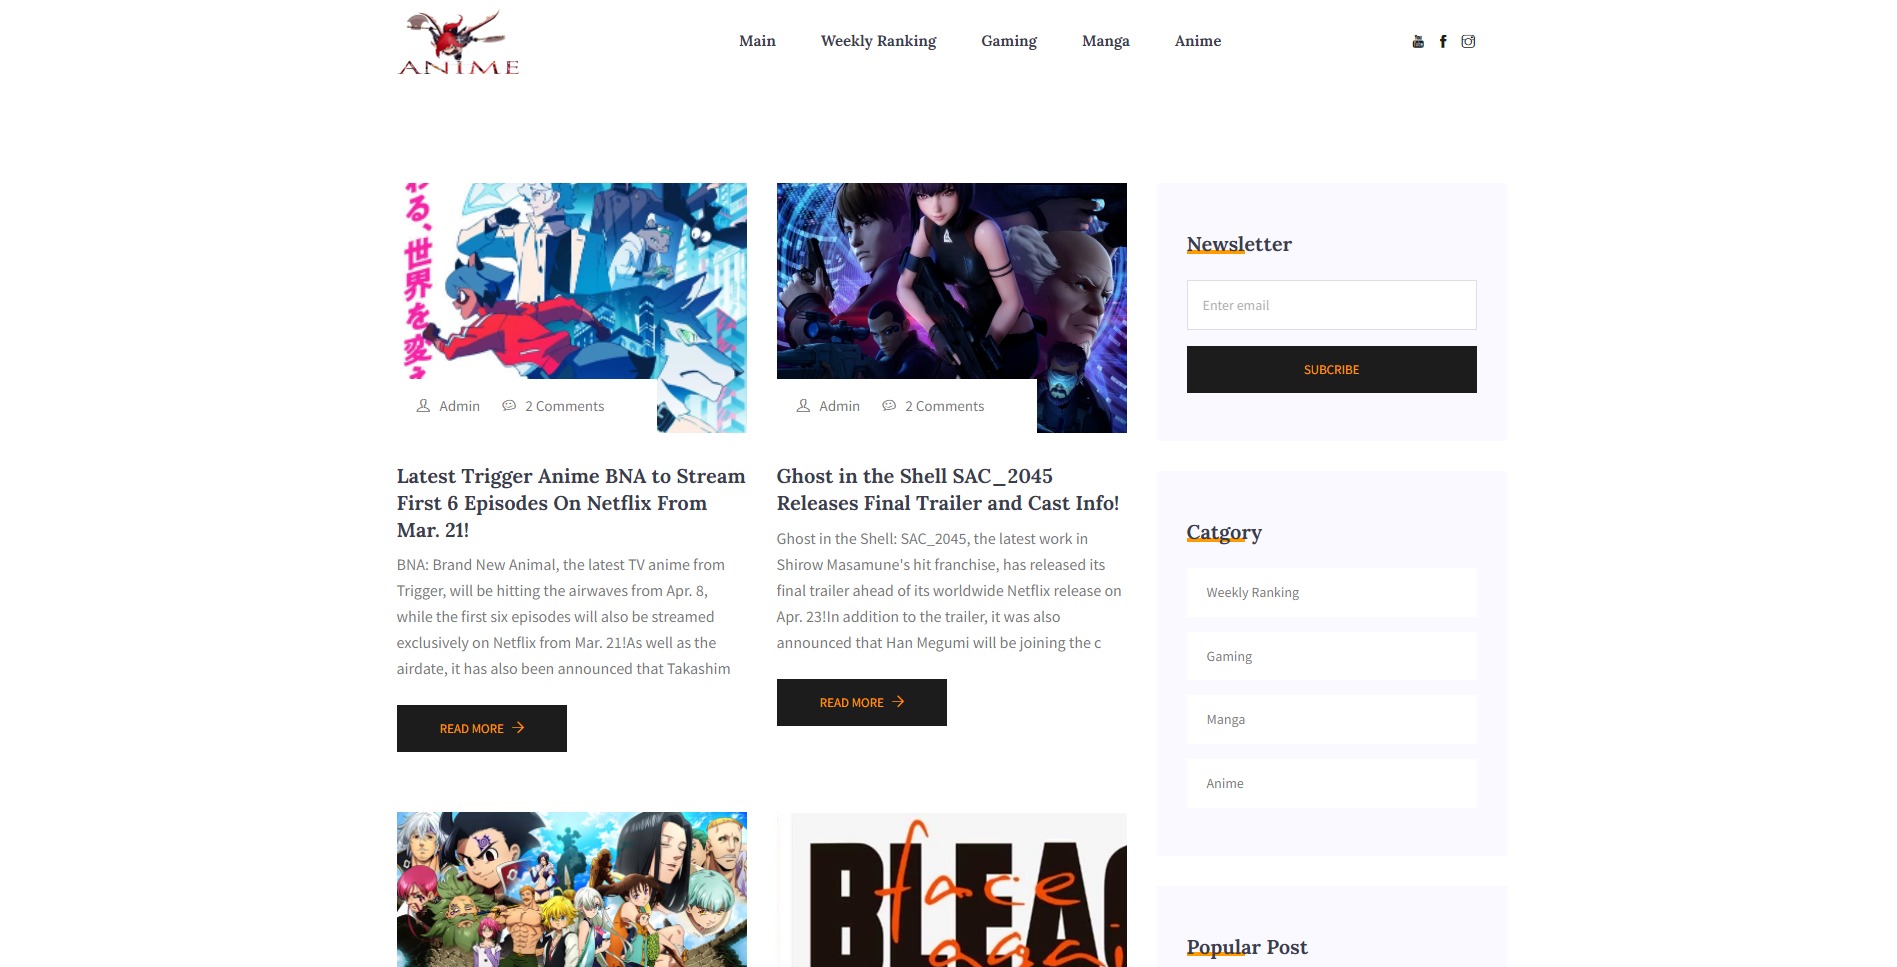 ANIME
Main
Weekly Ranking
Gaming
Manga
Anime
わる、世界を変え
Admin
2 Comments
Latest Trigger Anime BNA to Stream
First 6 Episodes On Netflix From
Mar. 21!
BNA: Brand New Animal, the latest TV anime from
Trigger, will be hitting the airwaves from Apr. 8,
while the first six episodes will also be streamed
exclusively on Netflix from Mar. 21!As well as the
airdate, it has also been announced that Takashim
READ MORE
Admin
2 Comments
Ghost in the Shell SAC_2045
Releases Final Trailer and Cast Info!
Ghost in the Shell: SAC_2045, the latest work in
Shirow Masamune's hit franchise, has released its
final trailer ahead of its worldwide Netflix release on
Apr. 23!In addition to the trailer, it was also
announced that Han Megumi will be joining the c
READ MORE
BLEAC
face
again
Newsletter
Enter email
SUBCRIBE
Catgory
Weekly Ranking
Gaming
Manga
Anime
Popular Post